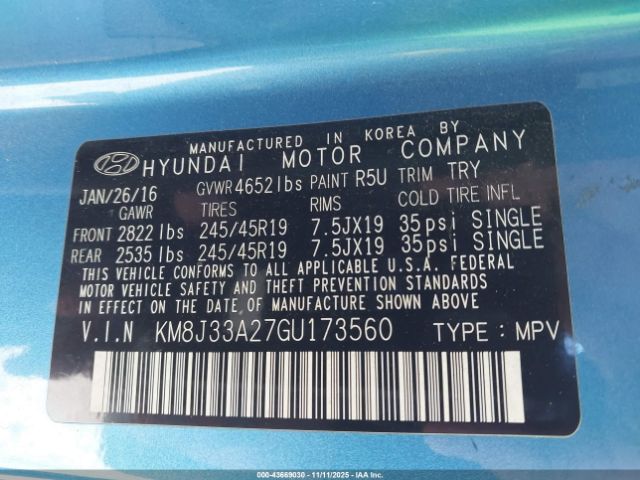 MANUFACTURED IN KOREA BY
HYUNDAI MOTOR COMPANY
JAN/26/16 GVWR 4652 lbs PAINT R5U TRIM TRY
GAWR TIRES RIMS COLD TIRE INFL
FRONT 2822 lbs 245/45R19 7.5JX19 35psi SINGLE
REAR 2535 lbs 245/45R19 7.5JX19 35psi SINGLE
THIS VEHICLE CONFORMS TO ALL APPLICABLE U.S.A. FEDERAL
MOTOR VEHICLE SAFETY, BUMPER, AND THEFT PREVENTION STANDARDS
IN EFFECT ON THE DATE OF MANUFACTURE SHOWN ABOVE.
V.I.N KM8J33A27GU173560 TYPE : MPV
000-43669030 - 11/11/2025 - IAAI.COM